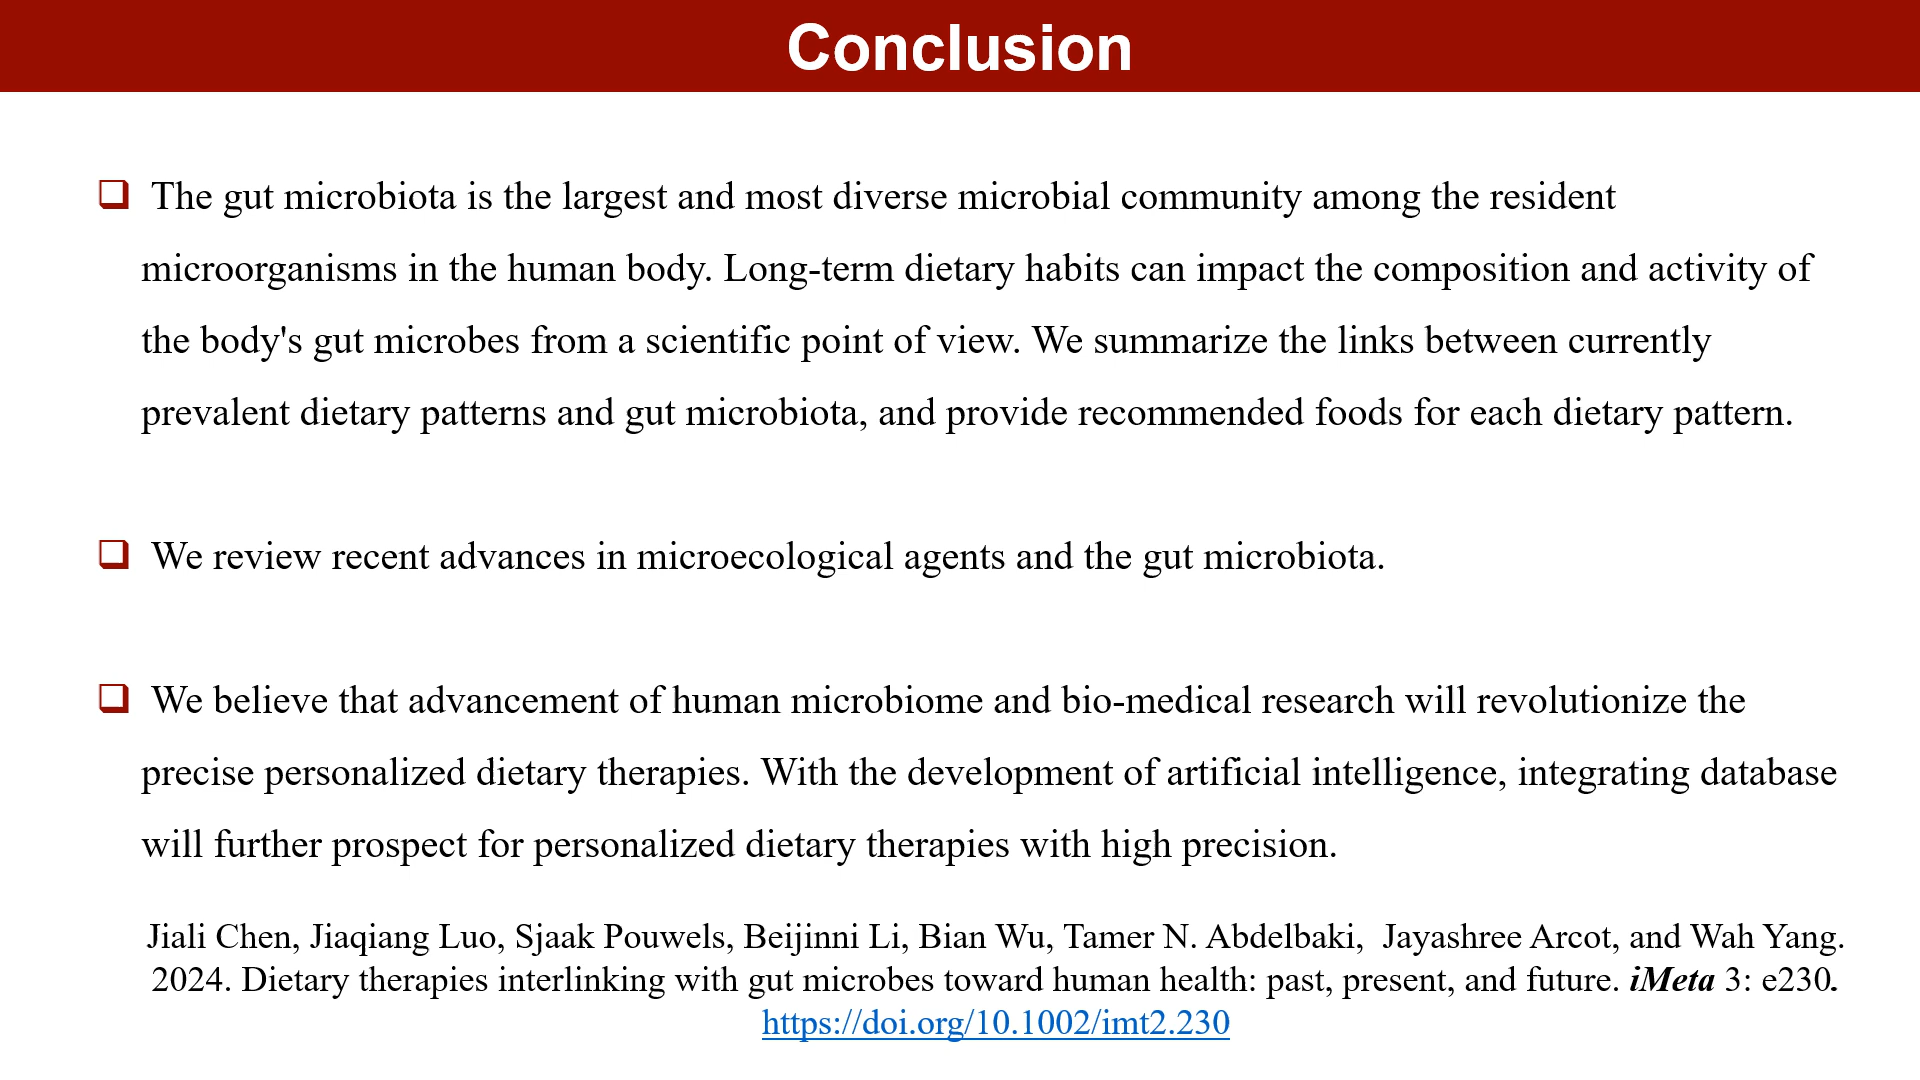 Conclusion
The gut microbiota is the largest and most diverse microbial community among the resident
microorganisms in the human body. Long-term dietary habits can impact the composition and activity of
the body's gut microbes from a scientific point of view. We summarize the links between currently
prevalent dietary patterns and gut microbiota, and provide recommended foods for each dietary pattern.
We review recent advances in microecological agents and the gut microbiota.
We believe that advancement of human microbiome and bio-medical research will revolutionize the
precise personalized dietary therapies. With the development of artificial intelligence, integrating database
will further prospect for personalized dietary therapies with high precision.
Jiali Chen, Jiaqiang Luo, Sjaak Pouwels, Beijinni Li, Bian Wu, Tamer N. Abdelbaki, Jayashree Arcot, and Wah Yang.
2024. Dietary therapies interlinking with gut microbes toward human health: past, present, and future. iMeta 3: e230.
https://doi.org/10.1002/imt2.230